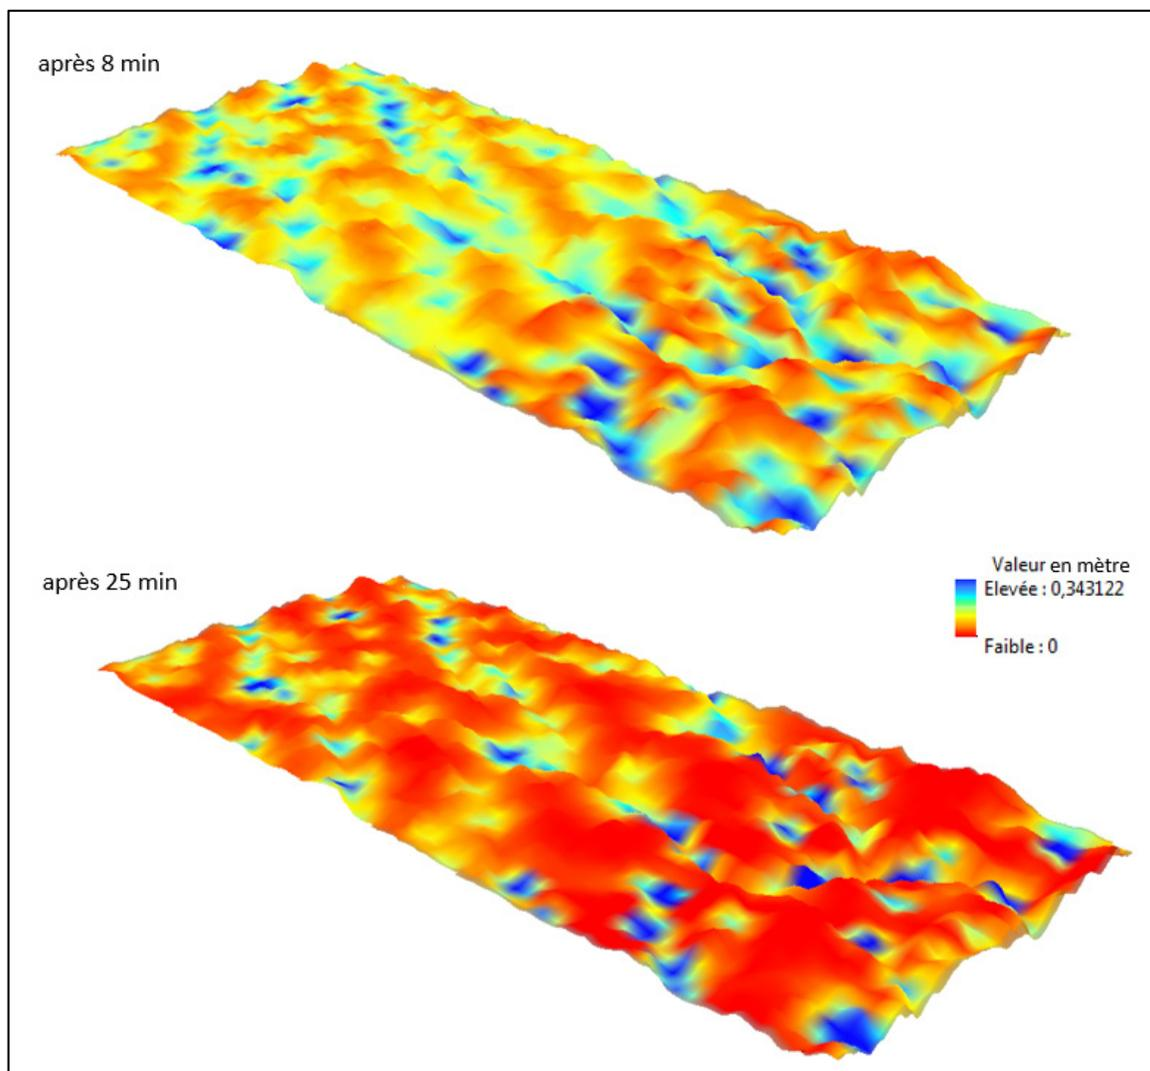 après 8 min
après 25 min
Valeur en mètre
Elevée : 0,343122
Faible : 0